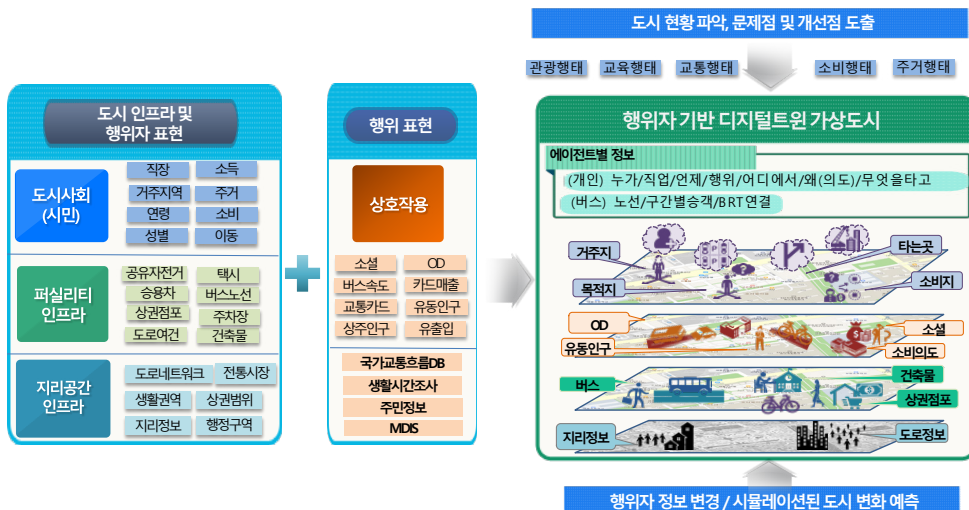 도시 현황 파악, 문제점 및 개선점 도출
관광행태 교육행태 교통행태 소비행태 주거행태
도시 인프라 및
행위자 표현
도시사회
(시민)
직장 소득
거주지역 주거
연령 소비
성별 이동
퍼실리티
인프라
공유자전거 택시
승용차 버스노선
상권점포 주차장
도로여건 건축물
지리공간
인프라
도로네트워크 전통시장
생활권역 상권범위
지리정보 행정구역
행위 표현
상호작용
소셜 OD
버스속도 카드매출
교통카드 유동인구
상주인구 유출입
국가교통흐름DB
생활시간조사
주민정보
MDIS
행위자 기반 디지털트윈 가상도시
에이전트별 정보
(개인) 누가/직업/언제/행위/어디에서/왜(의도)/무엇을타고
(버스) 노선/구간별승객/BRT연결
거주지 타는곳
목적지 소비지
OD 소셜
유동인구 소비의도
버스 건축물
상권점포
지리정보 도로정보
행위자 정보 변경 / 시뮬레이션된 도시 변화 예측